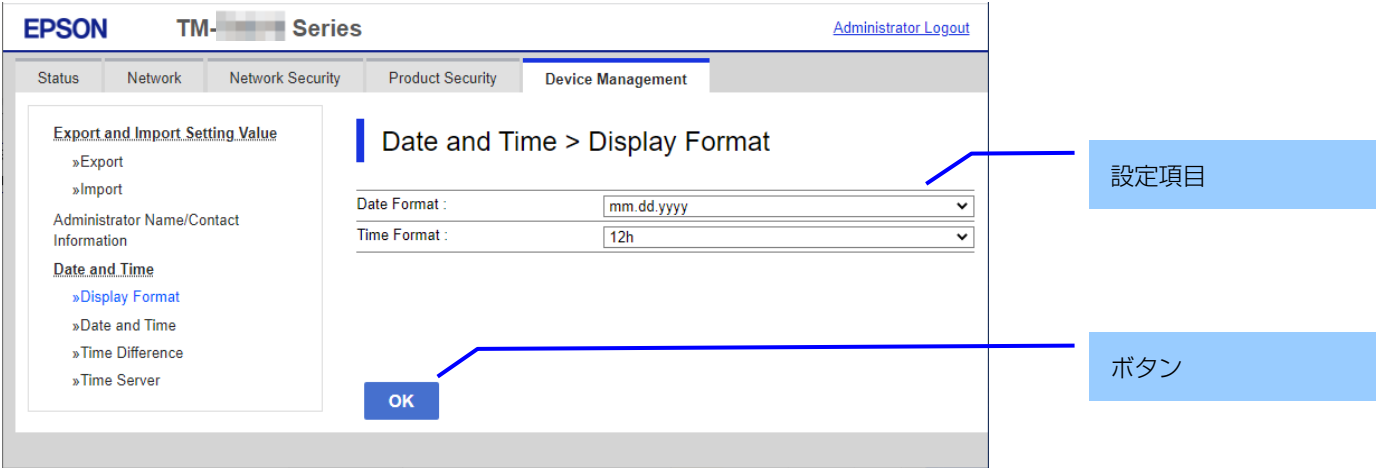 EPSON TM- Series Administrator Logout
Status Network Network Security Product Security Device Management
Export and Import Setting Value
»Export
»Import
Administrator Name/Contact
Information
Date and Time
»Display Format
»Date and Time
»Time Difference
»Time Server
Date and Time > Display Format
Date Format : mm.dd.yyyy
Time Format : 12h
OK
設定項目
ボタン